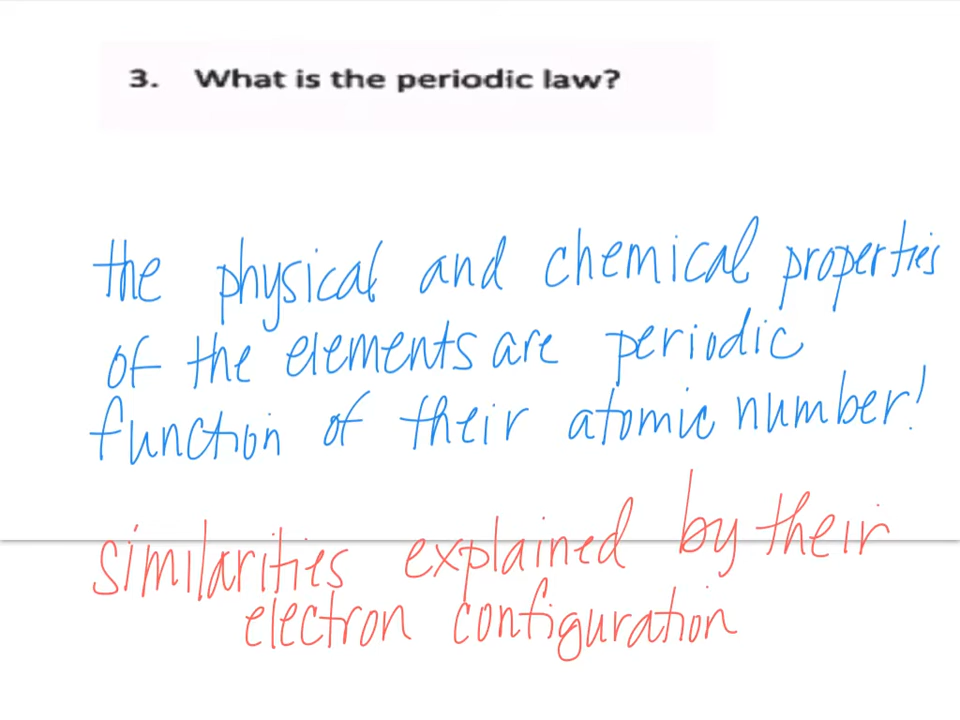 3. What is the periodic law?
the physical and chemical properties
of the elements are periodic
function of their atomic number!
similarities explained by their
electron configuration